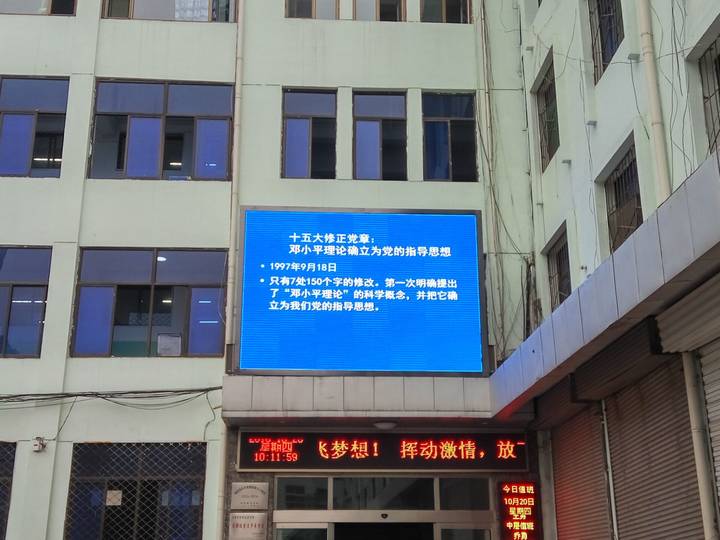 十五大修正党章：
邓小平理论确立为党的指导思想
• 1997年9月18日
• 只有7处150个字的修改。第一次明确提出
了“邓小平理论”的科学概念，并把它确
立为我们党的指导思想。
星期四
10:11:59
飞梦想！ 挥动激情，放
今日值班
10月20日
星期四
中层值班